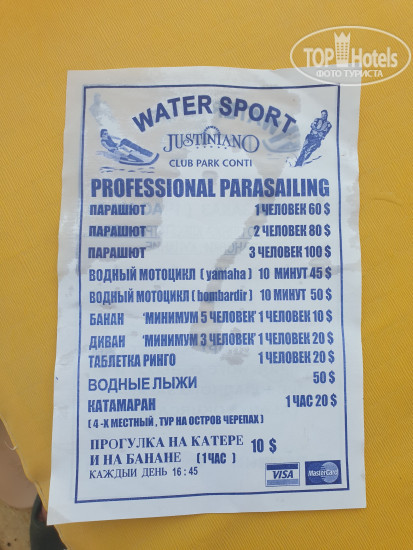 TOP Hotels
ФОТО ТУРИСТА
WATER SPORT
JUSTINIANO
CLUB PARK CONTI
PROFESSIONAL PARASAILING
ПАРАШЮТ 1 ЧЕЛОВЕК 60 $
ПАРАШЮТ 2 ЧЕЛОВЕК 80 $
ПАРАШЮТ 3 ЧЕЛОВЕК 100 $
ВОДНЫЙ МОТОЦИКЛ ( yamaha ) 10 МИНУТ 45 $
ВОДНЫЙ МОТОЦИКЛ ( bombardir ) 10 МИНУТ 50 $
БАНАН ‘МИНИМУМ 5 ЧЕЛОВЕК’ 1 ЧЕЛОВЕК 10 $
ДИВАН ‘МИНИМУМ 3 ЧЕЛОВЕК’ 1 ЧЕЛОВЕК 20 $
ТАБЛЕТКА РИНГО 1 ЧЕЛОВЕК 20 $
ВОДНЫЕ ЛЫЖИ 50 $
КАТАМАРАН 1 ЧАС 20 $
( 4 -Х МЕСТНЫЙ , ТУР НА ОСТРОВ ЧЕРЕПАХ )
ПРОГУЛКА НА КАТЕРЕ
И НА БАНАНЕ (1 ЧАС ) 10 $
КАЖДЫЙ ДЕНЬ 16 : 45
VISA MasterCard